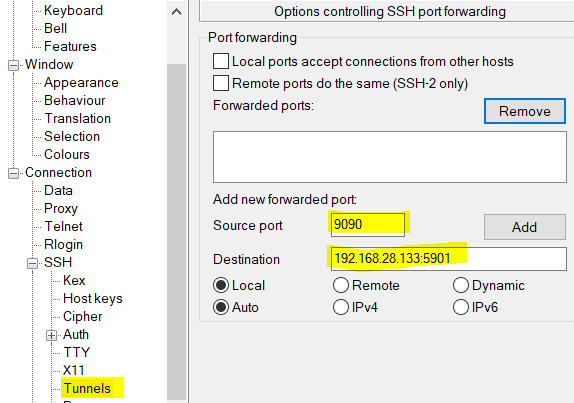 Keyboard
Bell
Features
Window
Appearance
Behaviour
Translation
Selection
Colours
Connection
Data
Proxy
Telnet
Rlogin
SSH
Kex
Host keys
Cipher
Auth
TTY
X11
Tunnels
Options controlling SSH port forwarding
Port forwarding
Local ports accept connections from other hosts
Remote ports do the same (SSH-2 only)
Forwarded ports:
Remove
Add new forwarded port:
Source port 9090 Add
Destination 192.168.28.133:5901
Local Remote Dynamic
Auto IPv4 IPv6